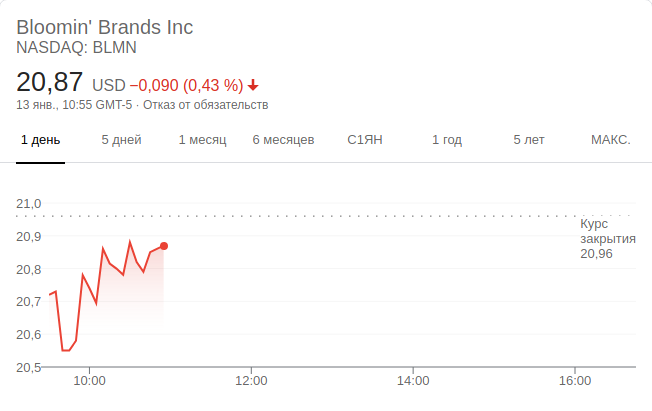 Bloomin' Brands Inc
NASDAQ: BLMN
20,87 USD −0,090 (0,43 %)
13 янв., 10:55 GMT-5 · Отказ от обязательств
1 день 5 дней 1 месяц 6 месяцев С1ЯН 1 год 5 лет МАКС.
21,0
20,9
20,8
20,7
20,6
20,5
Курс
закрытия
20,96
10:00 12:00 14:00 16:00